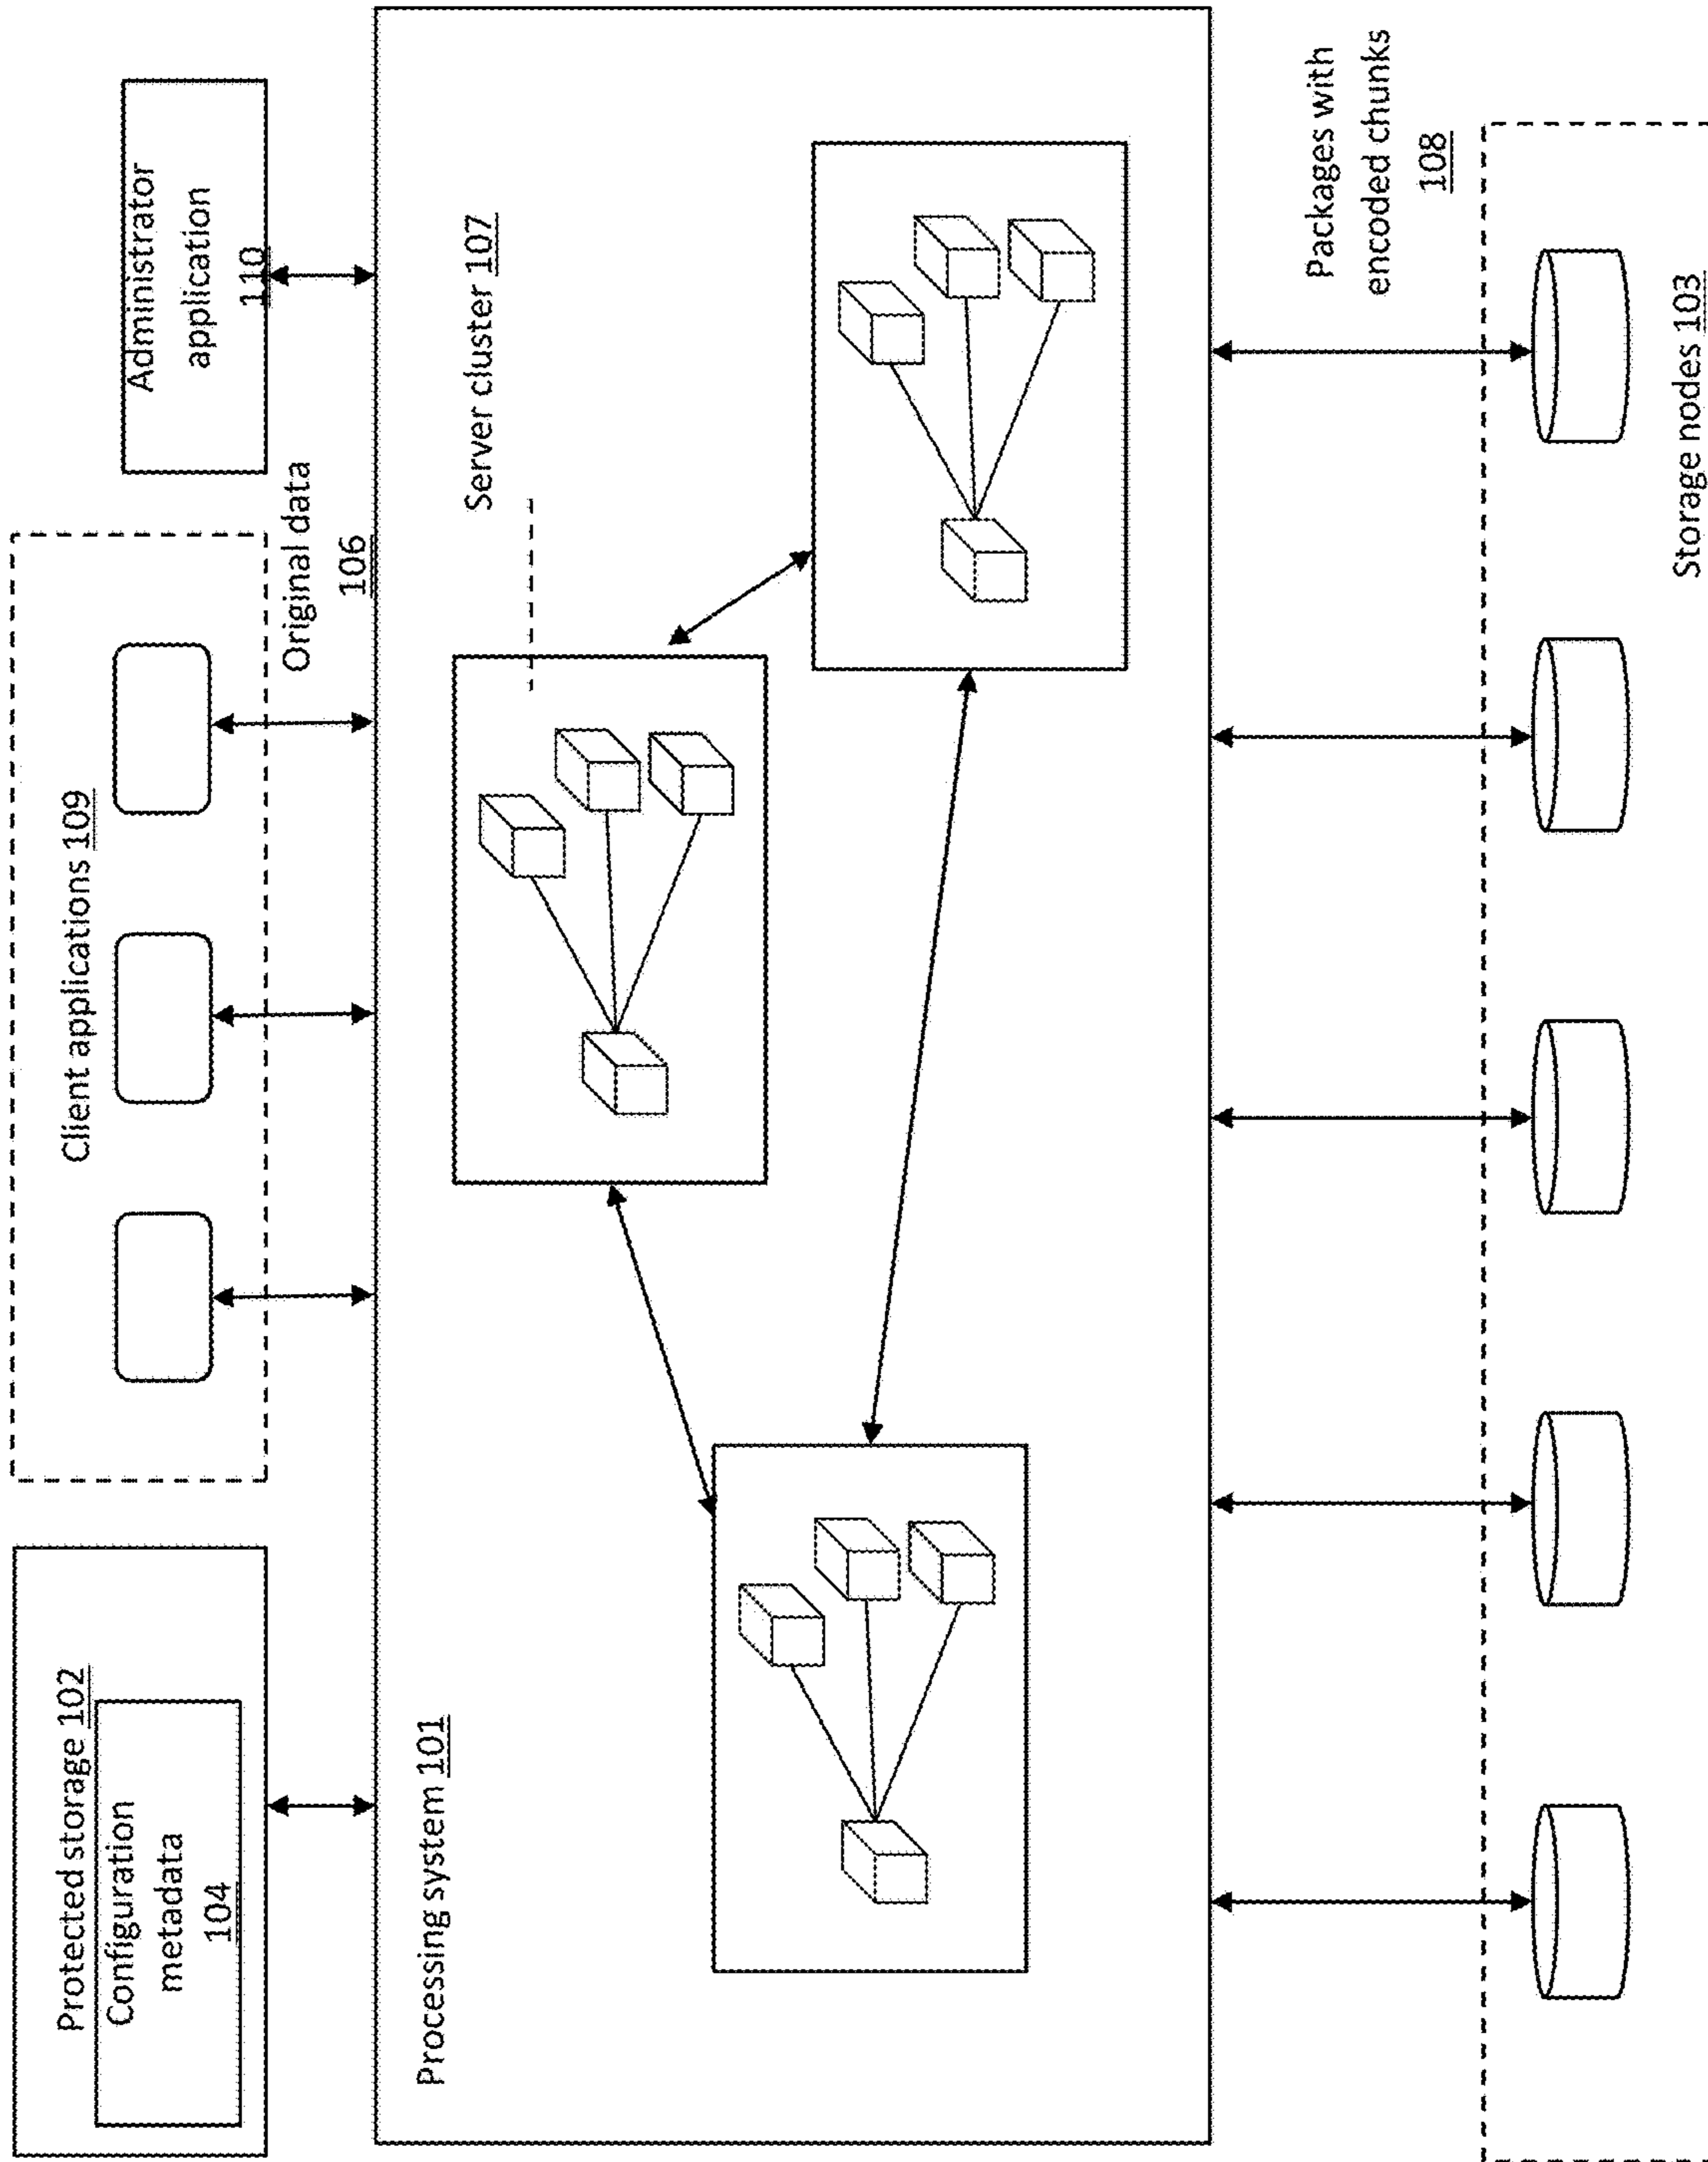 Protected storage 102
Configuration
metadata
104
Client applications 109
Administrator
application
110
Original data
106
Processing system 101
Server cluster 107
Packages with
encoded chunks
108
Storage nodes 103